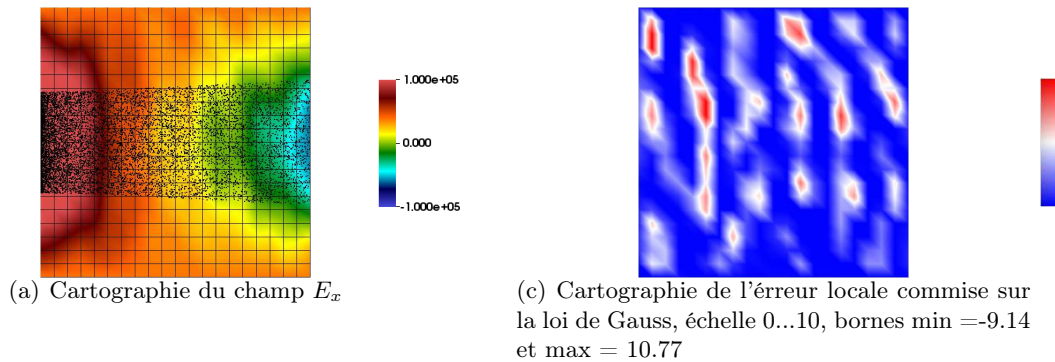 1.000e+05
0.000
-1.000e+05
(a) Cartographie du champ Ex
(c) Cartographie de l'érreur locale commise sur
la loi de Gauss, échelle 0...10, bornes min =-9.14
et max = 10.77